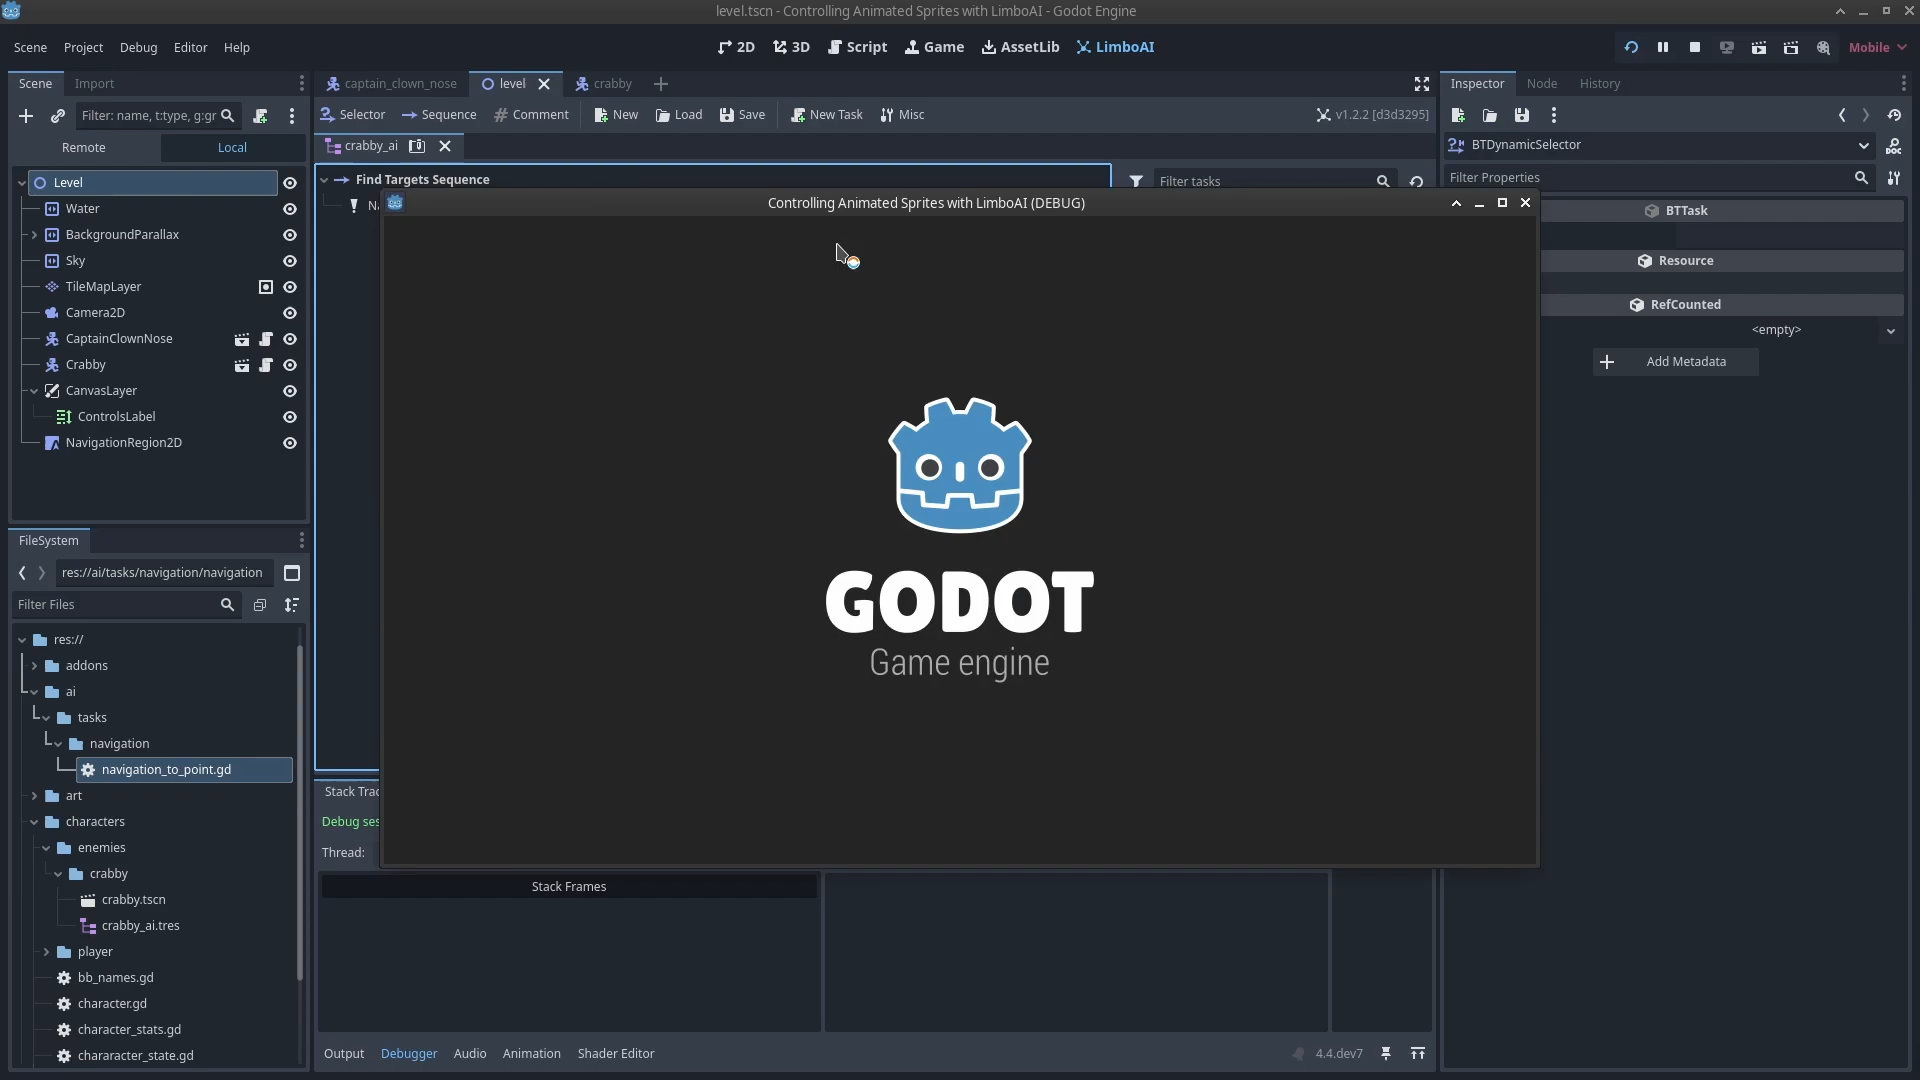 level.tscn - Controlling Animated Sprites with LimboAI - Godot Engine
Scene Project Debug Editor Help
2D 3D Script Game AssetLib LimboAI
Mobile
Scene Import
captain_clown_nose level crabby
Inspector Node History
Filter: name, t:type, g:gr
Selector Sequence # Comment New Load Save New Task Misc
v1.2.2 [d3d3295]
Remote Local
crabby_ai
BTDynamicSelector
DOC
Find Targets Sequence
Filter tasks
Filter Properties
Level
Water
BackgroundParallax
Sky
TileMapLayer
Camera2D
CaptainClownNose
Crabby
CanvasLayer
ControlsLabel
NavigationRegion2D
Controlling Animated Sprites with LimboAI (DEBUG)
BTTask
Resource
RefCounted
<empty>
Add Metadata
GODOT
Game engine
FileSystem
res://ai/tasks/navigation/navigation
Filter Files
res://
addons
ai
tasks
navigation
navigation_to_point.gd
art
characters
enemies
crabby
crabby.tscn
crabby_ai.tres
player
bb_names.gd
character.gd
character_stats.gd
chararacter_state.gd
Stack Trac
Debug ses
Thread:
Stack Frames
Output Debugger Audio Animation Shader Editor
4.4.dev7